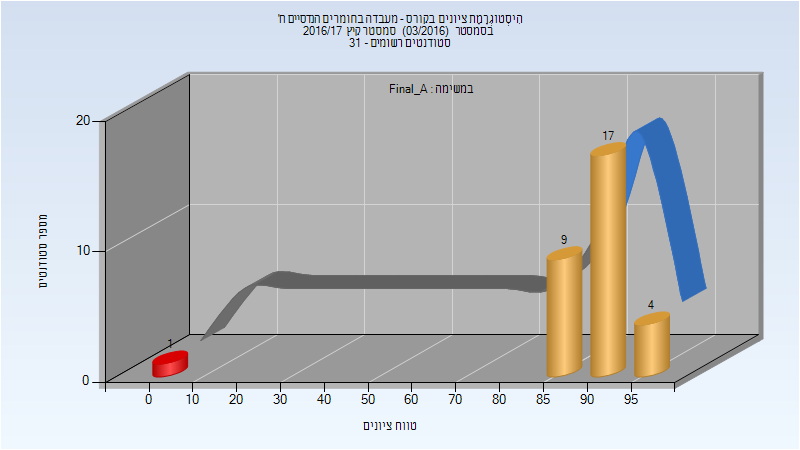 היסטוגרמת ציונים בקורס - מעבדה בחומרים הנדסיים ח'
בסמסטר (03/2016) סמסטר קיץ 2016/17
סטודנטים רשומים - 31
במשימה : Final_A
מספר סטודנטים
20
10
0
1
9
17
4
0 10 20 30 40 50 60 70 80 85 90 95
טווח ציונים